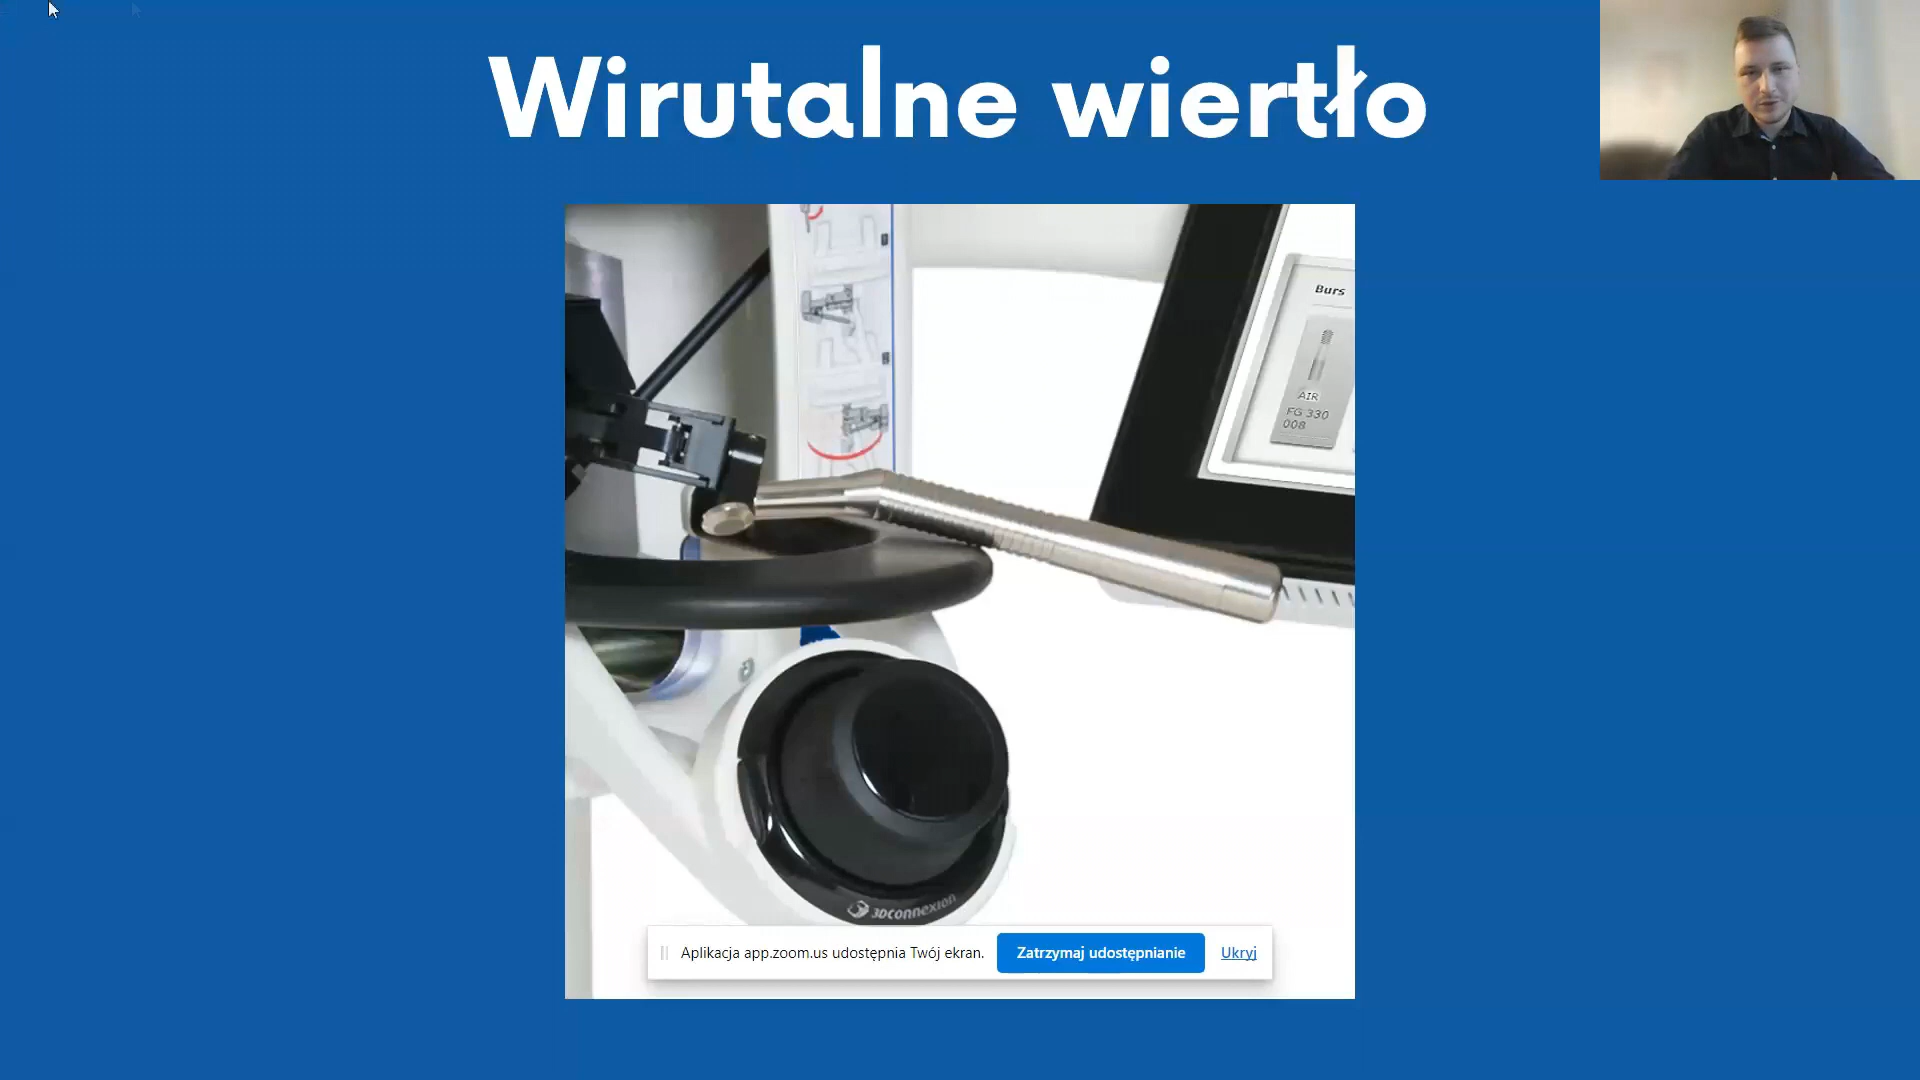 Wirutalne wiertło
Burs
AIR
FG 330
008
3Dconnexion
Aplikacja app.zoom.us udostępnia Twój ekran.
Zatrzymaj udostępnianie
Ukryj